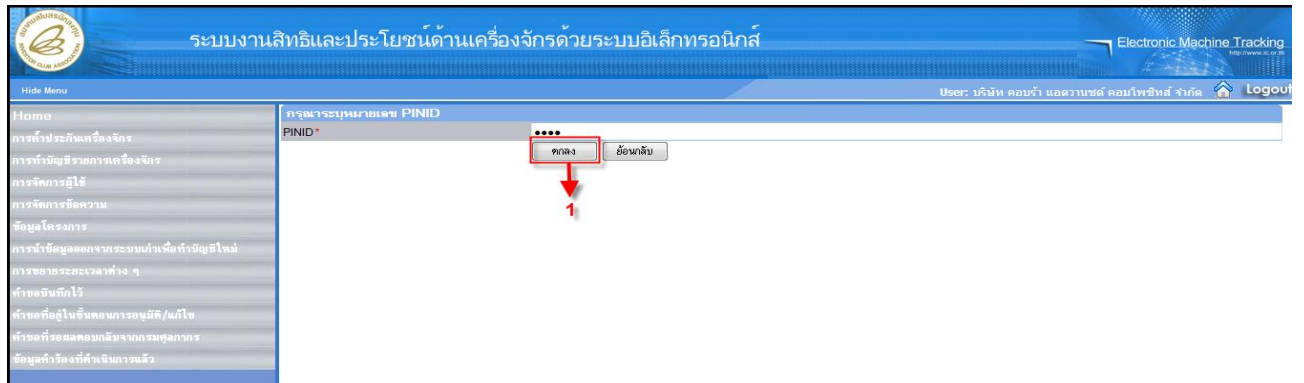 ระบบงานสิทธิและประโยชน์ด้านเครื่องจักรด้วยระบบอิเล็กทรอนิกส์
Electronic Machine Tracking
http://www.ic.or.th
Hide Menu
User: บริษัท คอบร้า แอดวานซด์ คอมโพซิทส์ จำกัด Logout
Home
กรุณาระบุหมายเลข PINID
การค้ำประกันเครื่องจักร
PINID *
การทำบัญชีรายการเครื่องจักร
ตกลง ย้อนกลับ
การจัดการผู้ใช้
การจัดการข้อความ
1
ข้อมูลโครงการ
การนำข้อมูลออกจากระบบเก่าเพื่อทำบัญชีใหม่
การขยายระยะเวลาต่าง ๆ
คำขอบันทึกไว้
คำขอที่อยู่ในขั้นตอนการอนุมัติ/แก้ไข
คำขอที่รอผลตอบกลับจากกรมศุลกากร
ข้อมูลคำร้องที่ดำเนินการแล้ว